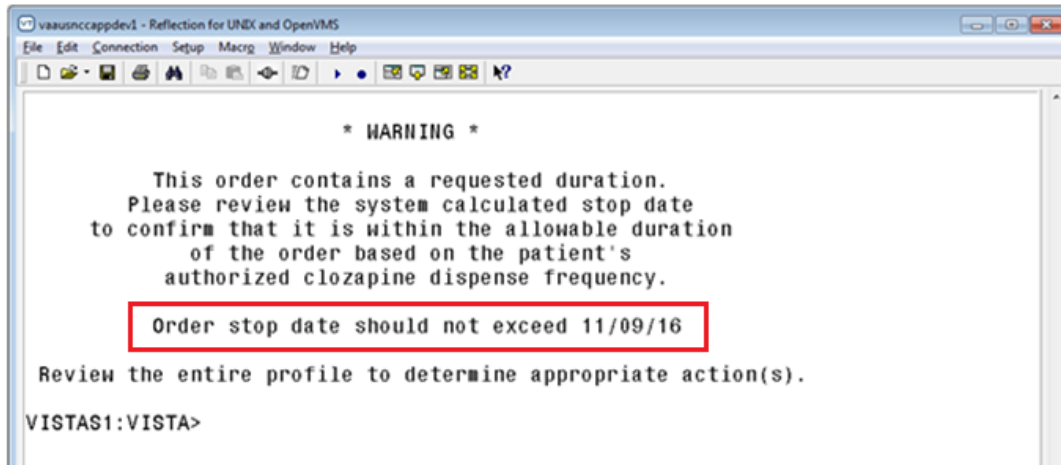 vaausnccappdev1 - Reflection for UNIX and OpenVMS
File Edit Connection Setup Macro Window Help
* WARNING *
This order contains a requested duration.
Please review the system calculated stop date
to confirm that it is within the allowable duration
of the order based on the patient's
authorized clozapine dispense frequency.
Order stop date should not exceed 11/09/16
Review the entire profile to determine appropriate action(s).
VISTAS1:VISTA>